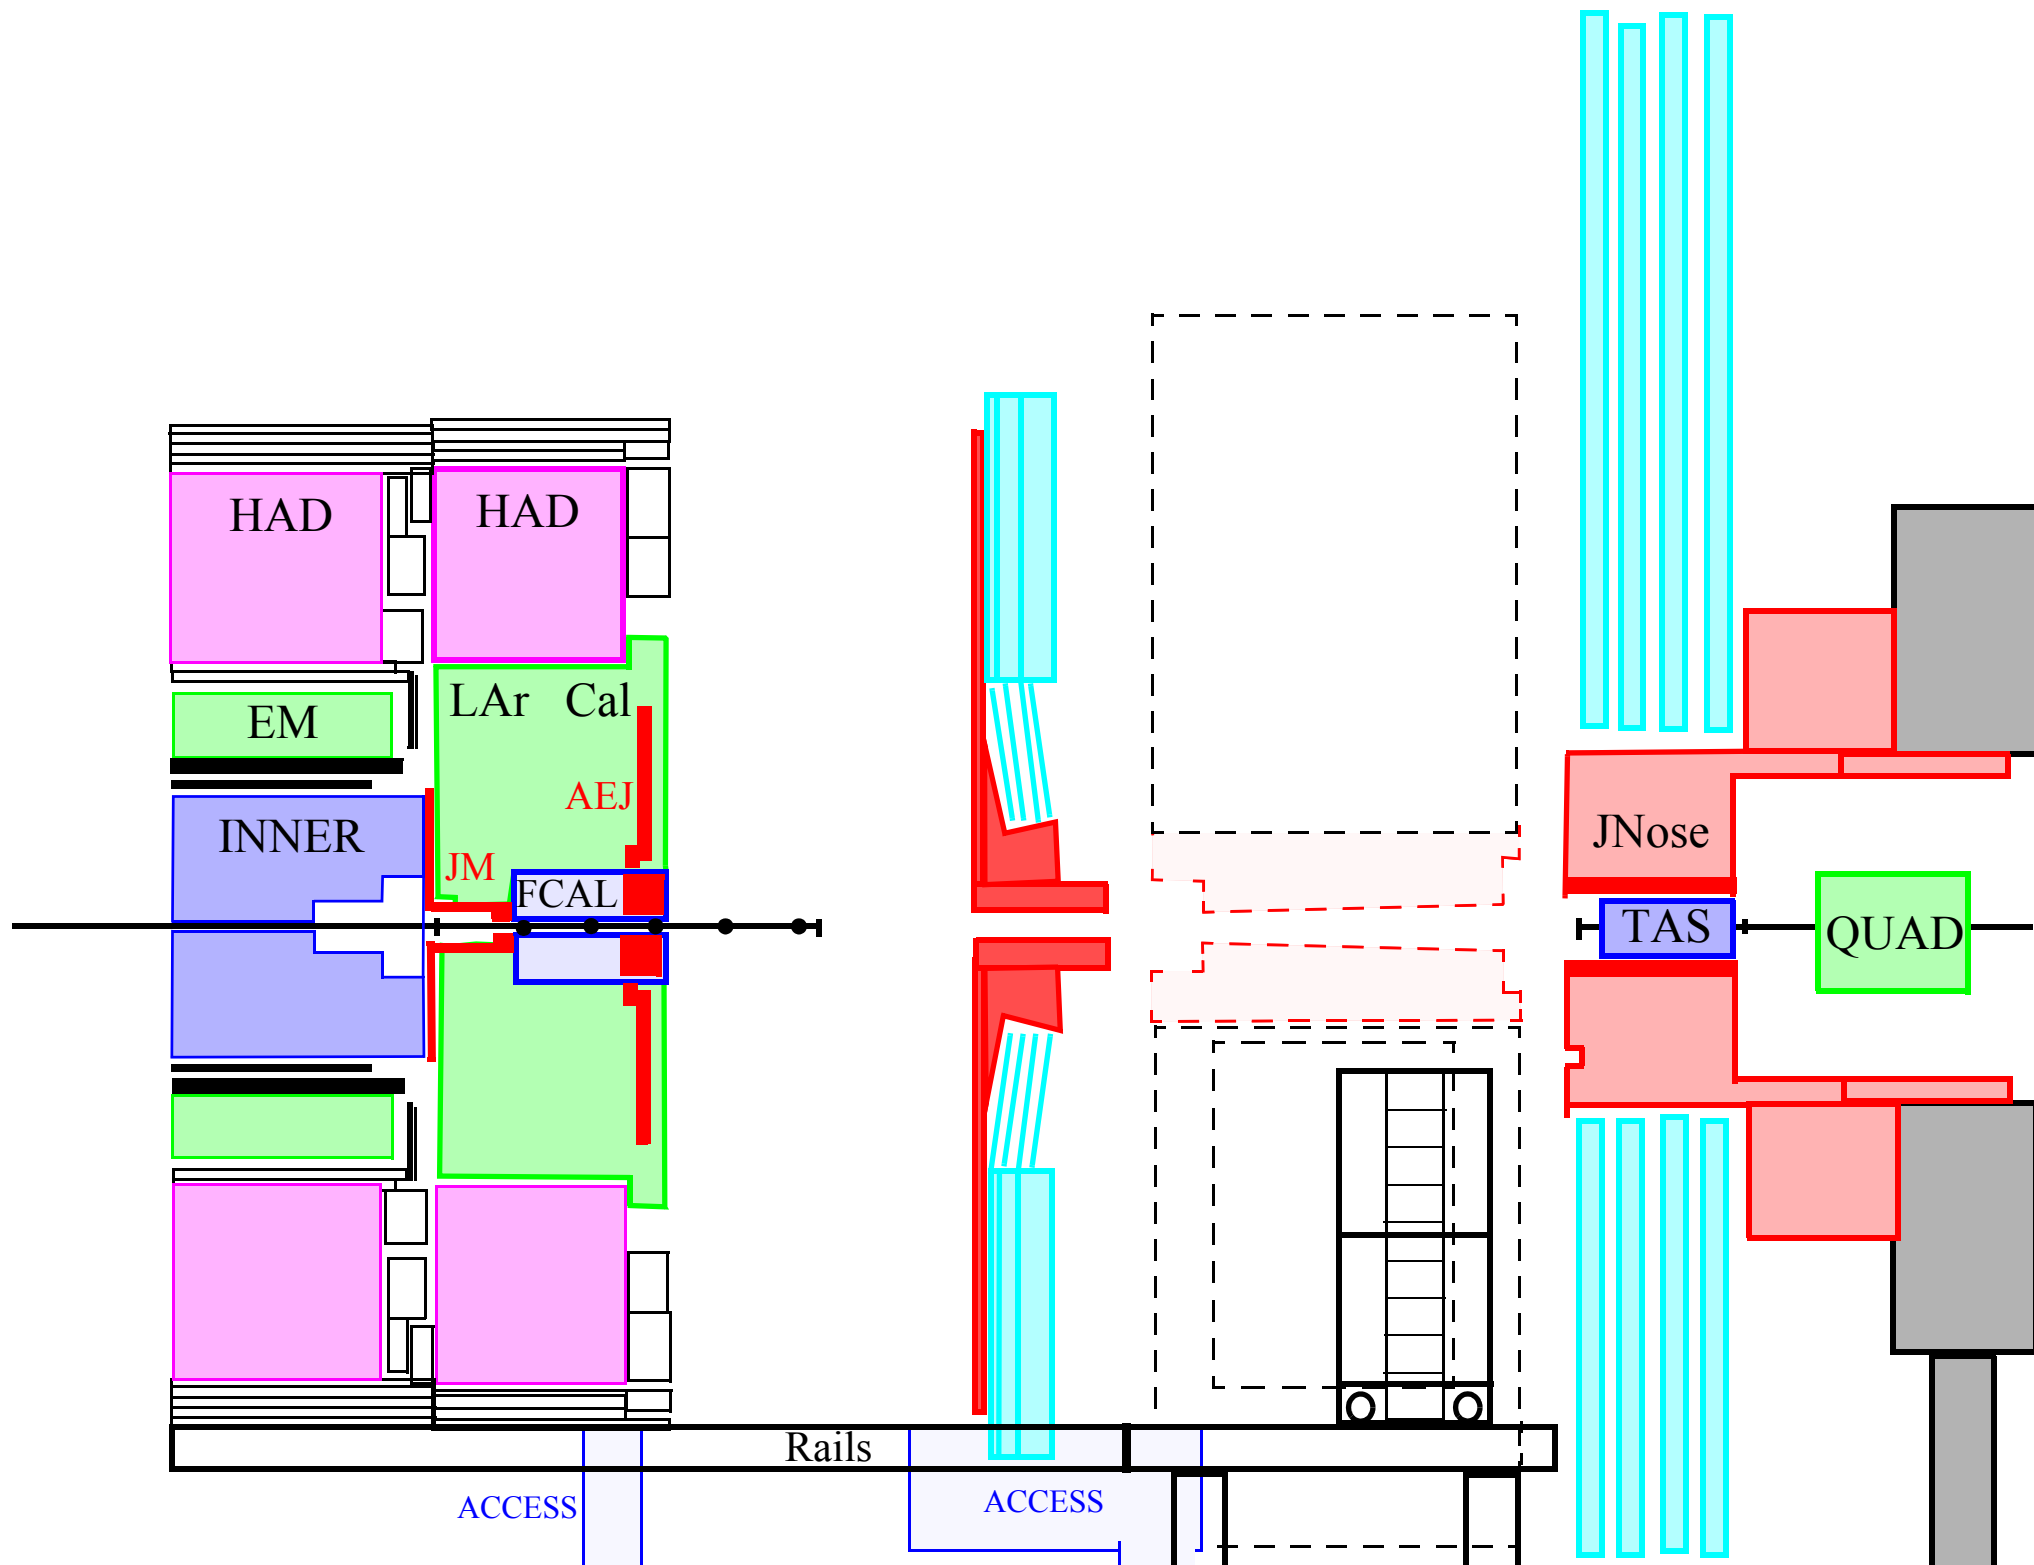 HAD
HAD
LAr Cal
EM
AEJ
INNER
JNose
JM
FCAL
TAS
QUAD
Rails
ACCESS
ACCESS